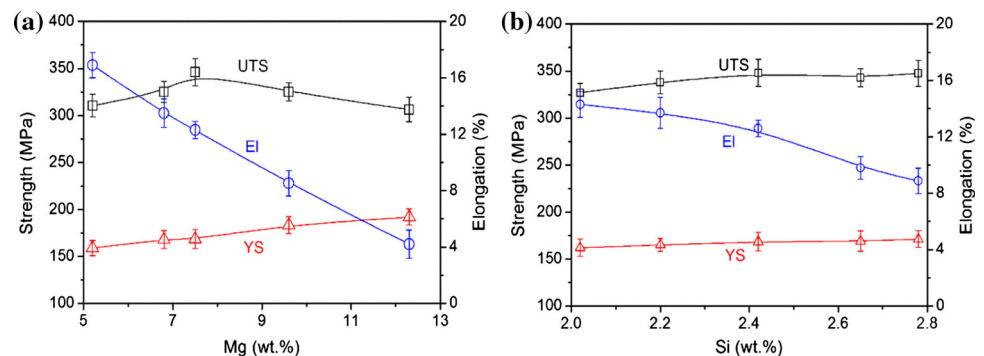 (a)
400
350
300
250
200
150
100
Strength (MPa)
UTS
El
YS
20
16
12
8
4
0
Elongation (%)
5 7 9 11 13
Mg (wt.%)
(b)
400
350
300
250
200
150
100
Strength (MPa)
UTS
El
YS
20
16
12
8
4
0
Elongation (%)
2.0 2.2 2.4 2.6 2.8
Si (wt.%)